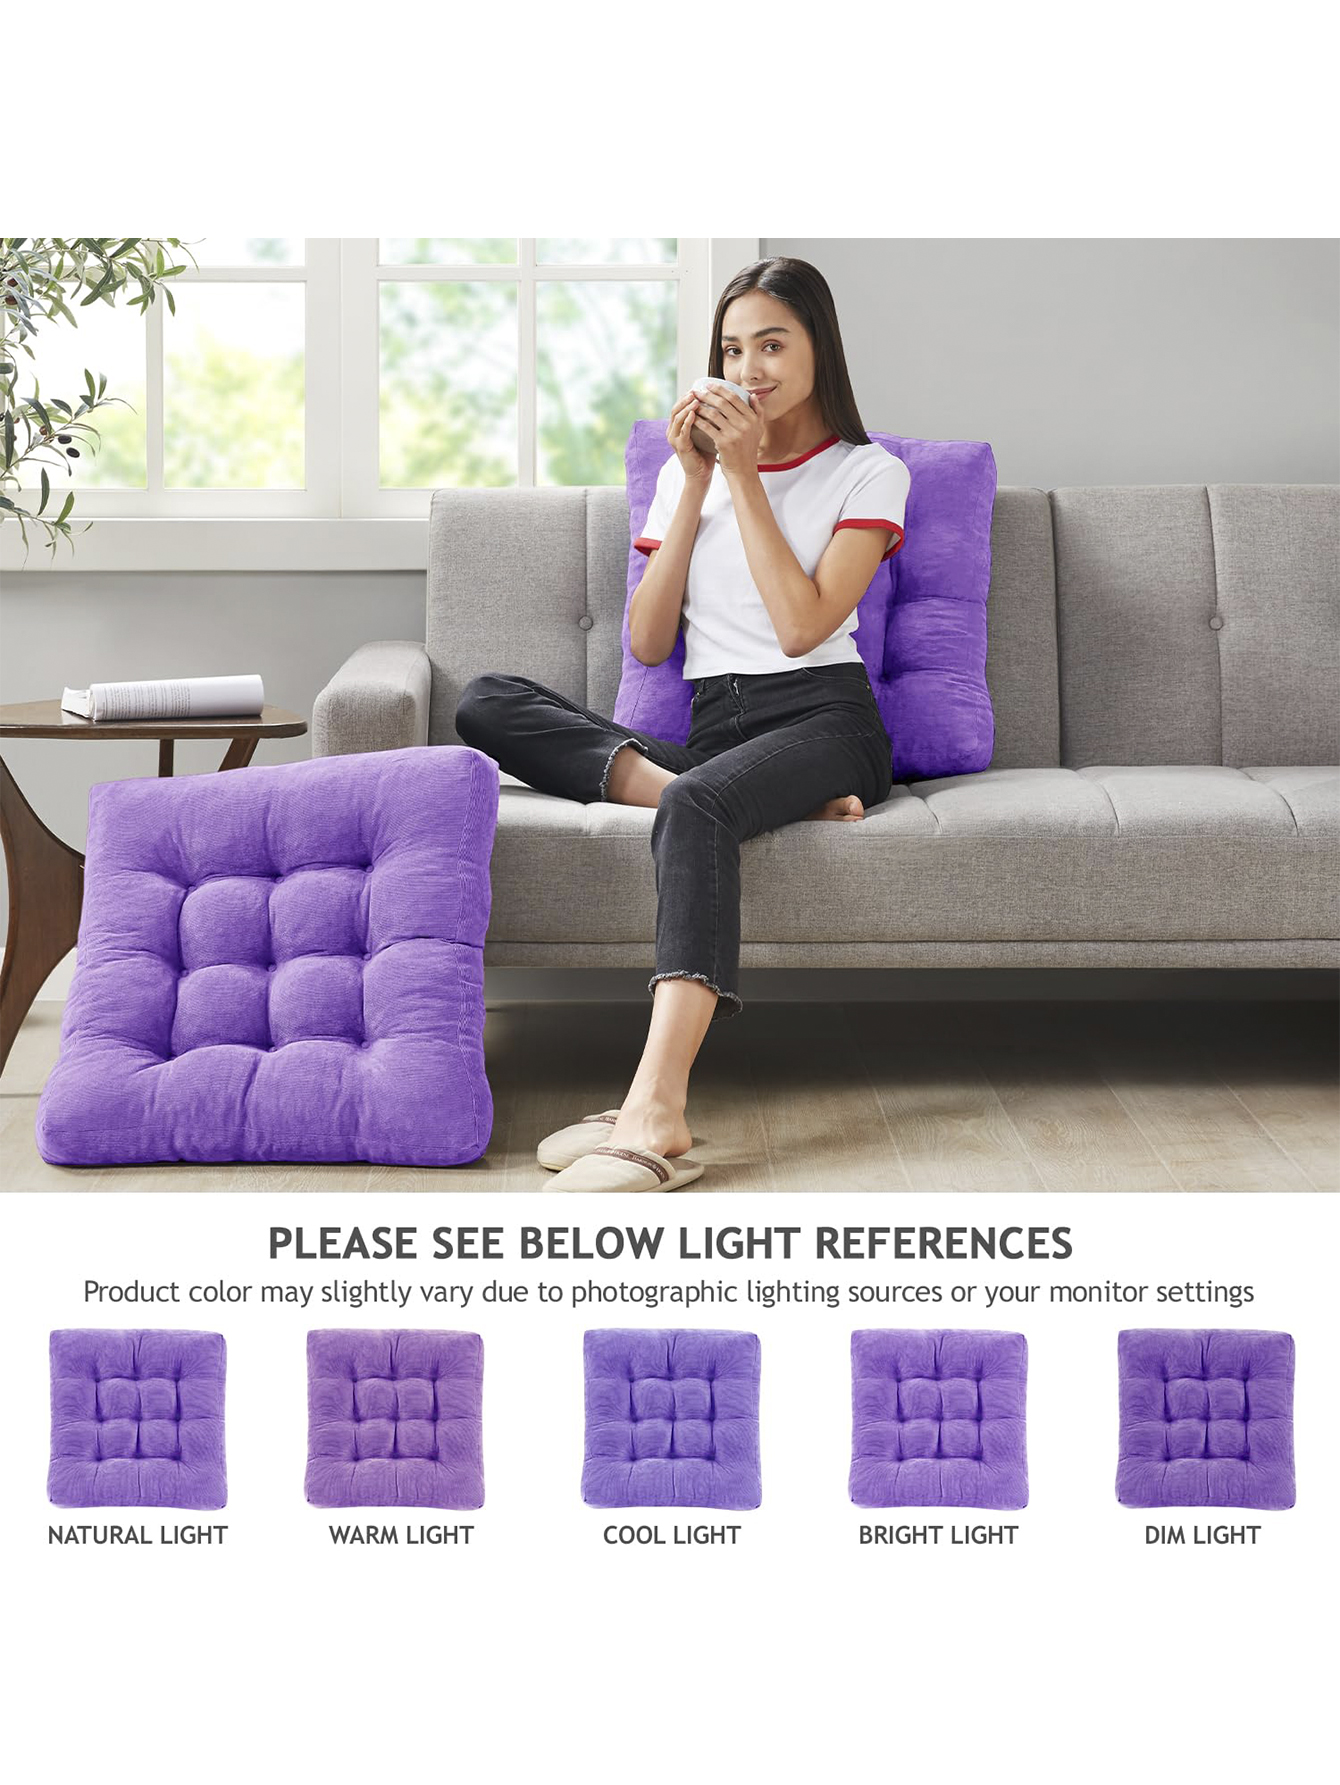 PLEASE SEE BELOW LIGHT REFERENCES
Product color may slightly vary due to photographic lighting sources or your monitor settings
NATURAL LIGHT
WARM LIGHT
COOL LIGHT
BRIGHT LIGHT
DIM LIGHT